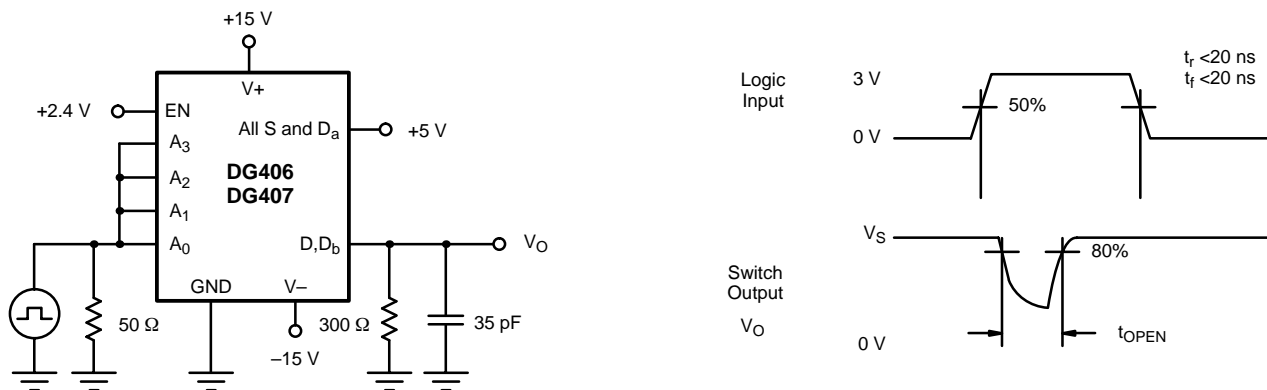 +15 V
V+
+2.4 V
EN
All S and Da
+5 V
A3
A2
A1
A0
DG406
DG407
D,Db
VO
GND
V–
50 Ω
–15 V
300 Ω
35 pF
Logic
Input
3 V
0 V
50%
tr <20 ns
tf <20 ns
VS
80%
Switch
Output
VO
0 V
tOPEN